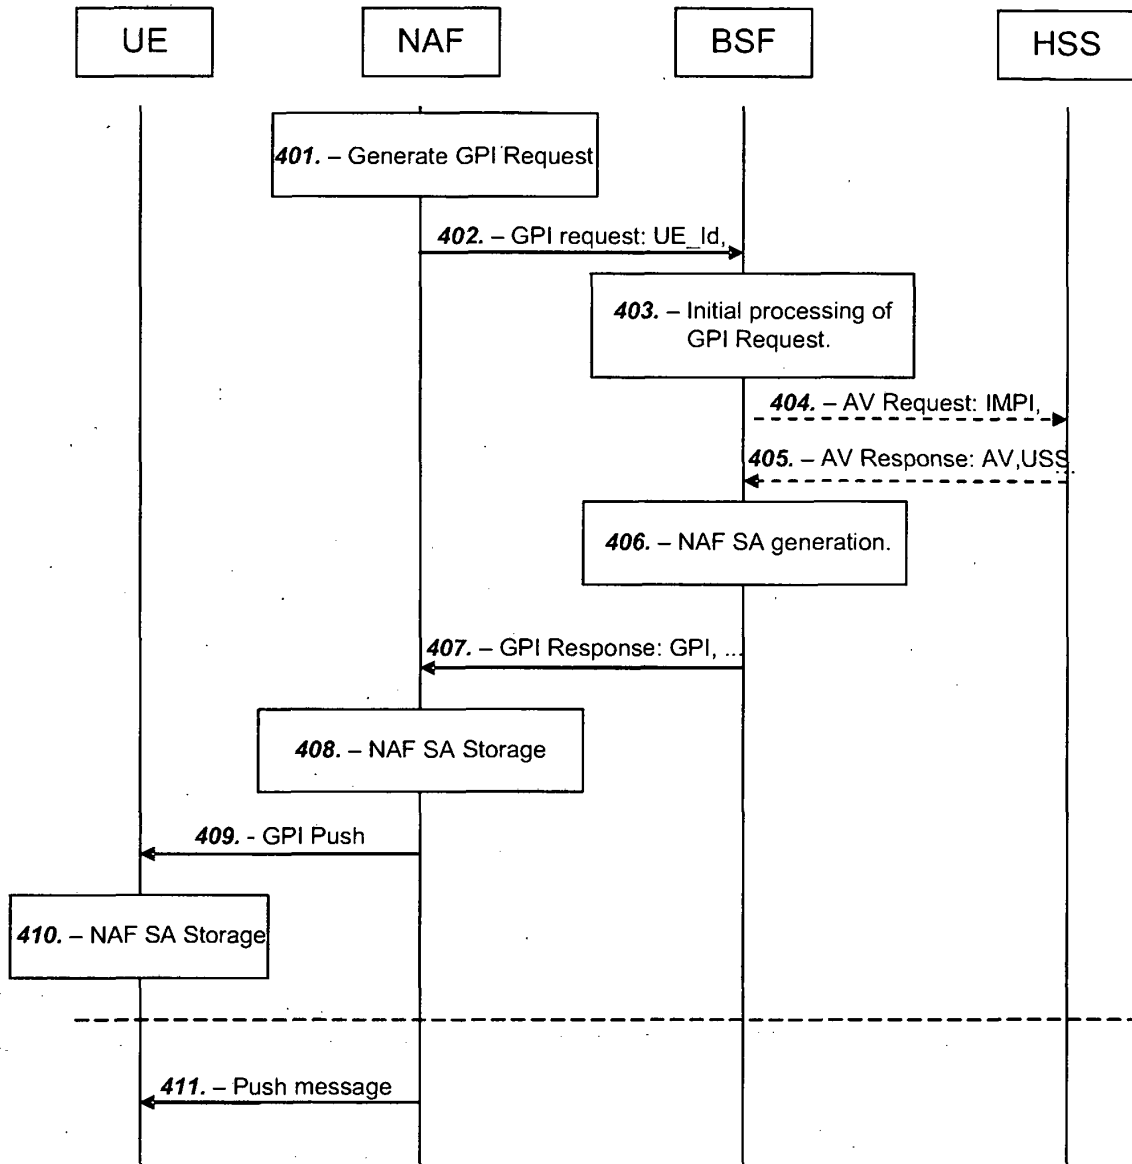 UE NAF BSF HSS
401. – Generate GPI Request
402. – GPI request: UE_Id,
403. – Initial processing of
GPI Request.
404. – AV Request: IMPI,
405. – AV Response: AV,USS
406. – NAF SA generation.
407. – GPI Response: GPI, ...
408. – NAF SA Storage
409. - GPI Push
410. – NAF SA Storage
411. – Push message